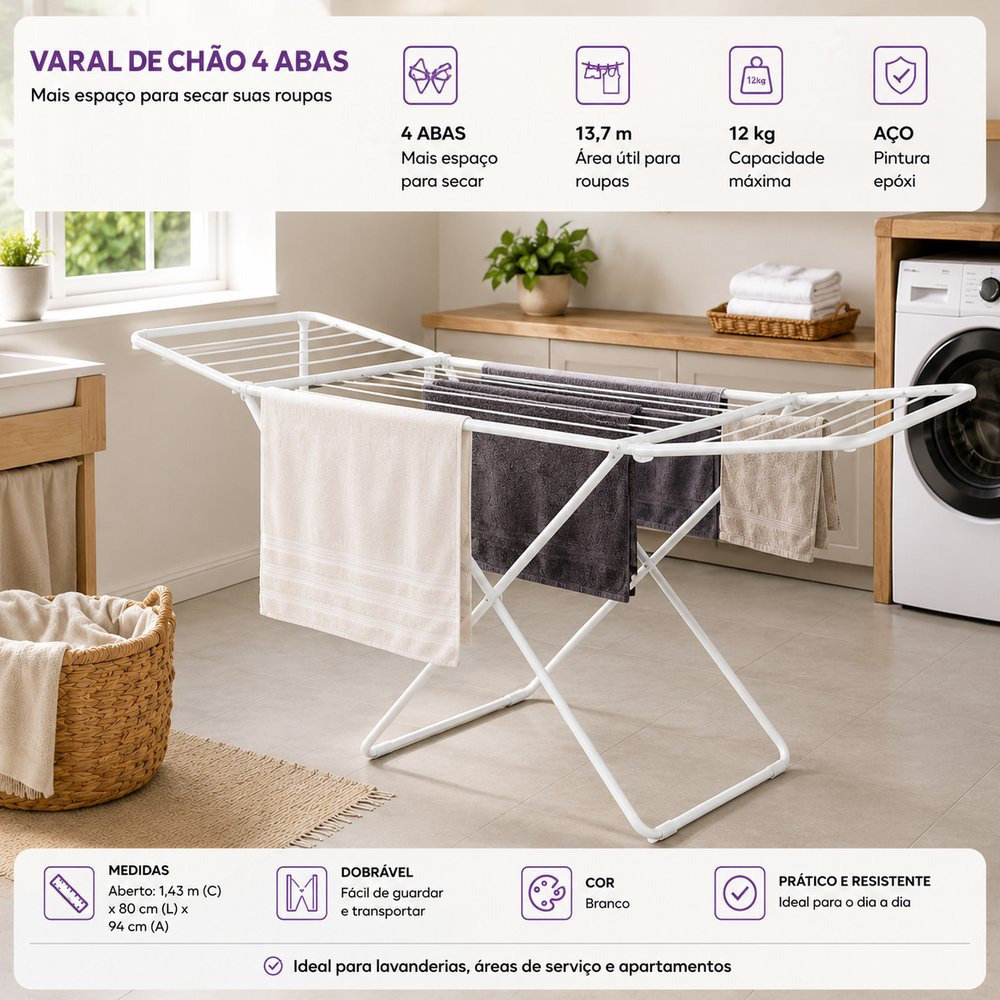 VARAL DE CHÃO 4 ABAS
Mais espaço para secar suas roupas
4 ABAS
Mais espaço
para secar
13,7 m
Área útil para
roupas
12kg
12 kg
Capacidade
máxima
AÇO
Pintura
epóxi
MEDIDAS
Aberto: 1,43 m (C)
x 80 cm (L) x
94 cm (A)
DOBRÁVEL
Fácil de guardar
e transportar
COR
Branco
PRÁTICO E RESISTENTE
Ideal para o dia a dia
Ideal para lavanderias, áreas de serviço e apartamentos